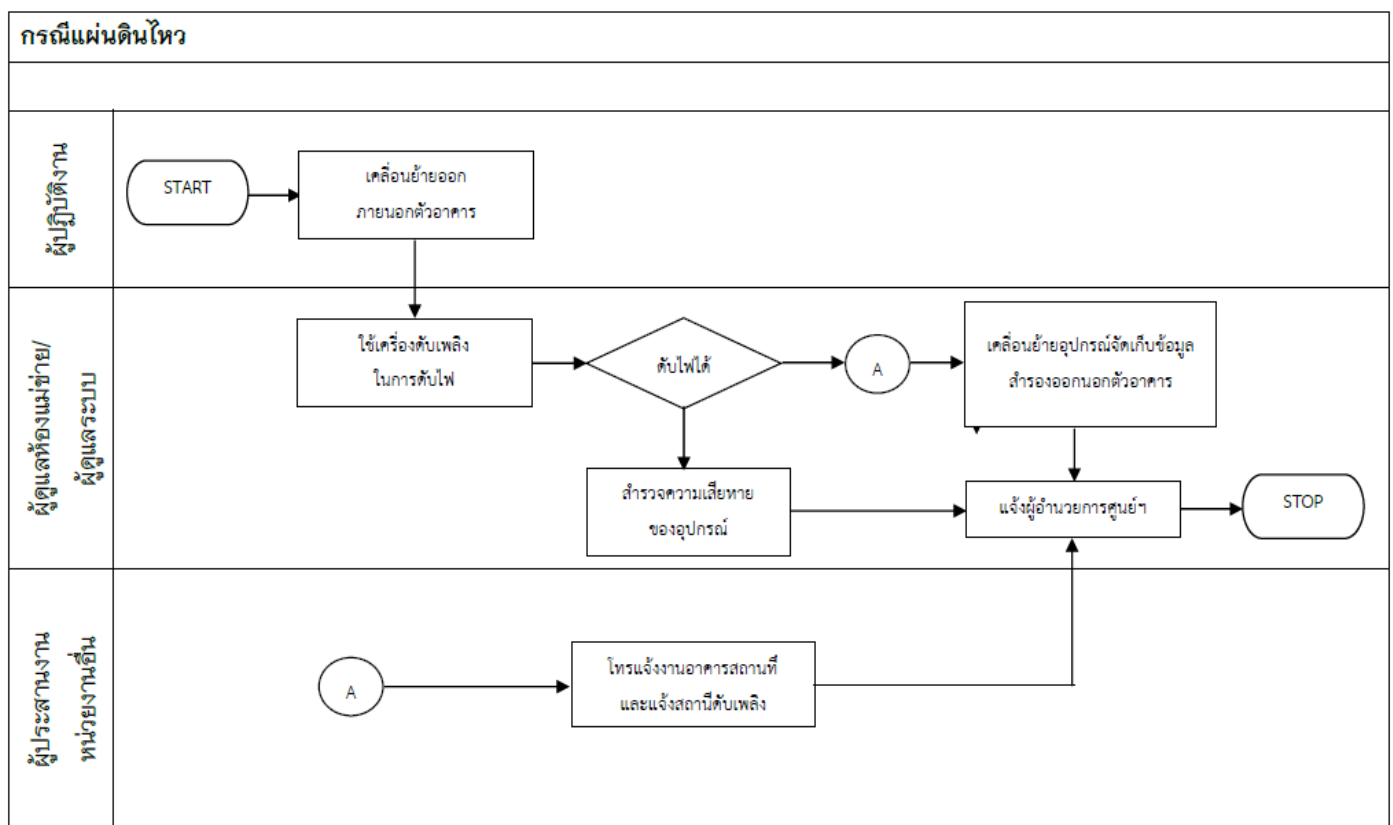 กรณีแผ่นดินไหว
ผู้ปฏิบัติงาน
START
เคลื่อนย้ายออก
ภายนอกตัวอาคาร
ผู้ดูแลห้องแม่ข่าย/
ผู้ดูแลระบบ
ใช้เครื่องดับเพลิง
ในการดับไฟ
ดับไฟได้
A
เคลื่อนย้ายอุปกรณ์จัดเก็บข้อมูล
สำรองออกนอกตัวอาคาร
สำรวจความเสียหาย
ของอุปกรณ์
แจ้งผู้อำนวยการศูนย์ฯ
STOP
ผู้ประสานงาน
หน่วยงานอื่น
A
โทรแจ้งงานอาคารสถานที่
และแจ้งสถานีดับเพลิง